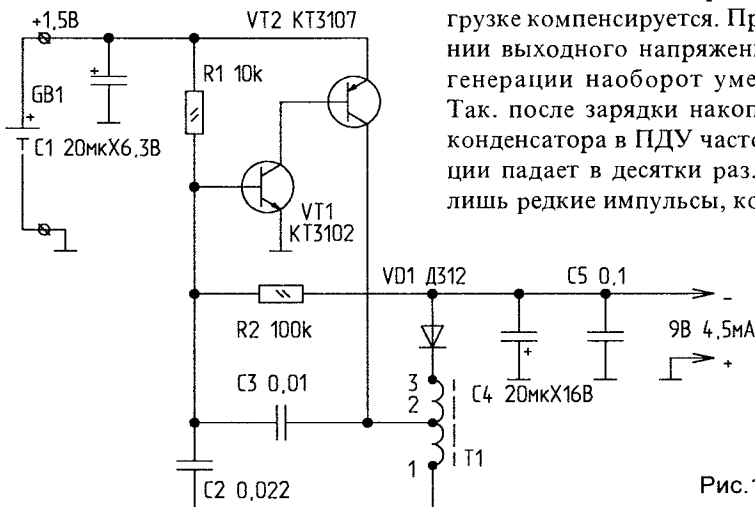 +1,5В
VT2 КТ3107
R1 10k
GB1
+
+
C1 20мкХ6,3В
VT1
КТ3102
VD1 Д312
C5 0,1
R2 100k
−
9В 4,5мА
+
+
C3 0,01
3
2
C4 20мкХ16В
T1
1
C2 0,022
грузке компенсируется. Пр
нии выходного напряжен
генерации наоборот уме
Так. после зарядки накоп
конденсатора в ПДУ часто
ции падает в десятки раз.
лишь редкие импульсы, ко
Рис.1